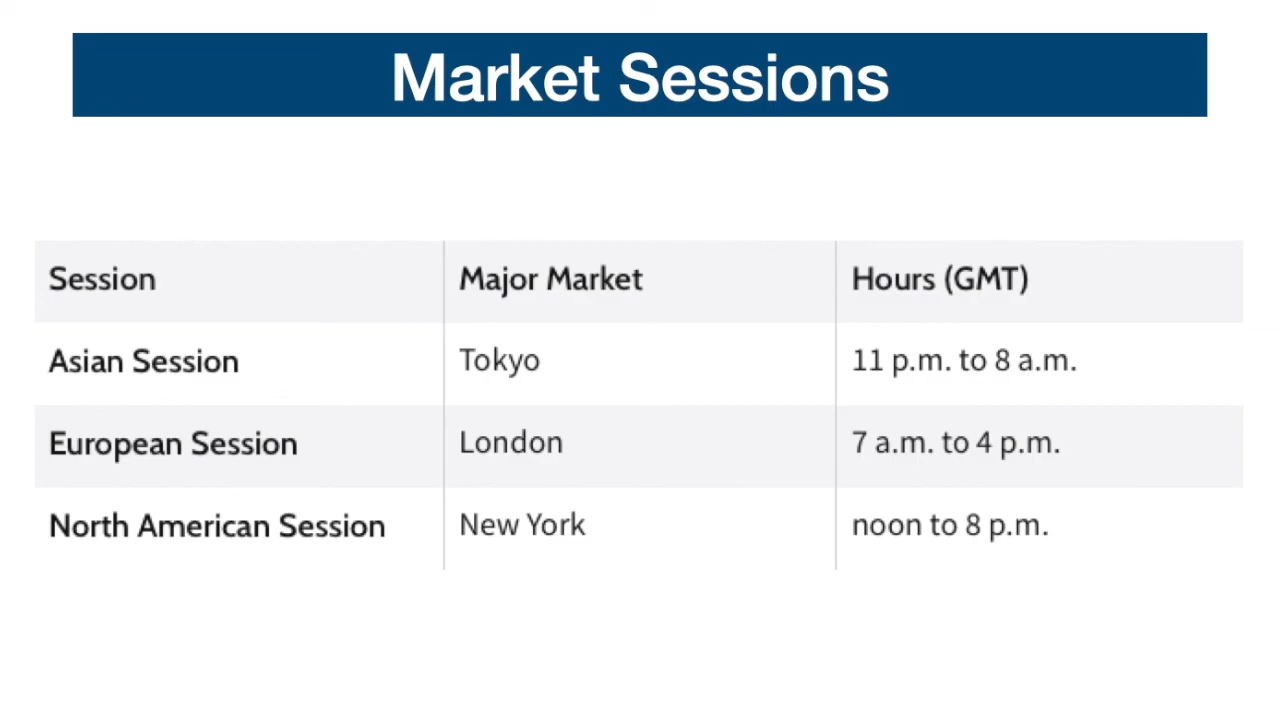 Market Sessions
Session Major Market Hours (GMT)
Asian Session Tokyo 11 p.m. to 8 a.m.
European Session London 7 a.m. to 4 p.m.
North American Session New York noon to 8 p.m.